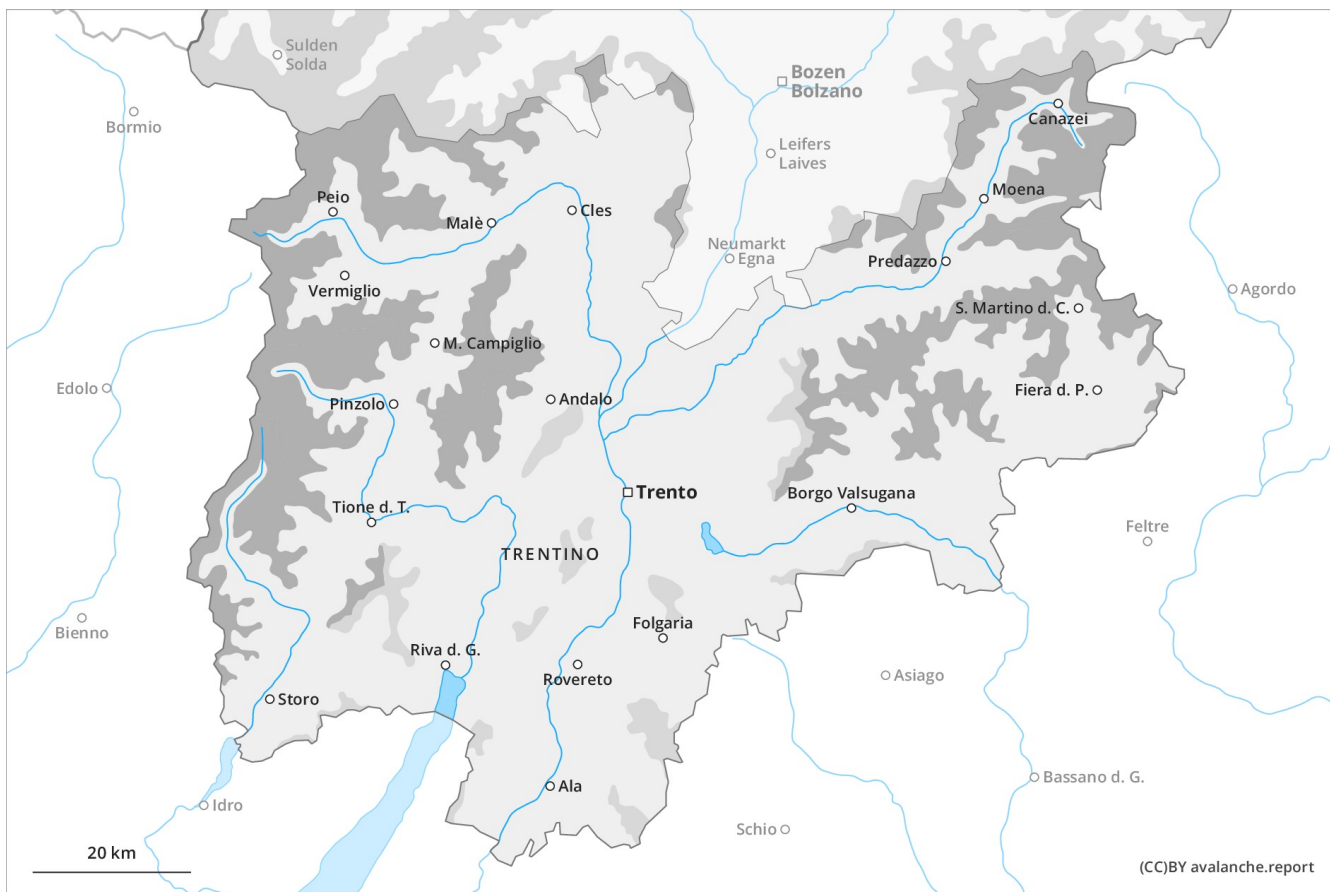 Sulden
Solda
Bozen
Bolzano
Bormio
Canazei
Leifers
Laives
Moena
Peio
Malè
Cles
Neumarkt
Egna
Predazzo
Vermiglio
Agordo
S. Martino d. C.
M. Campiglio
Edolo
Pinzolo
Andalo
Fiera d. P.
Trento
Borgo Valsugana
Tione d. T.
Feltre
TRENTINO
Bienno
Folgaria
Riva d. G.
Rovereto
Asiago
Storo
Bassano d. G.
Ala
Idro
Schio
20 km
(CC)BY avalanche.report